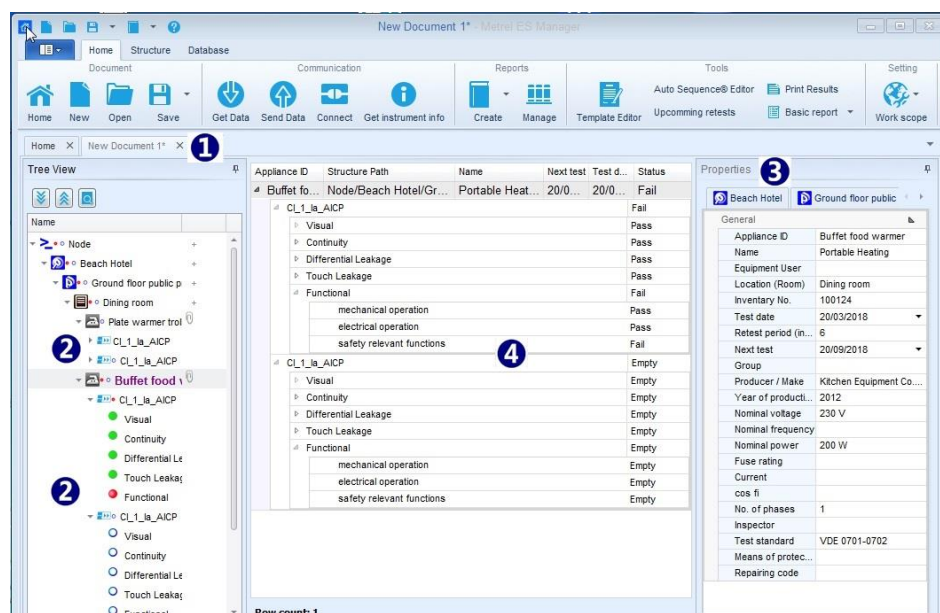 New Document 1* - Metrel ES Manager
Home Structure Database
Document Communication Reports Tools Setting
Home New Open Save Get Data Send Data Connect Get instrument info Create Manage Template Editor Auto Sequence® Editor Print Results Work scope
Upcomming retests Basic report
Home X New Document 1* X 1
Tree View
Name
Node
Beach Hotel
Ground floor public p
Dining room
Plate warmer trol
2
Cl_1_Ia_AICP
Cl_1_Ia_AICP
Buffet food
Cl_1_Ia_AICP
Visual
Continuity
Differential Le
Touch Leakag
2
Functional
Cl_1_Ia_AICP
Visual
Continuity
Differential Le
Touch Leakag
Functional
Appliance ID Structure Path Name Next test Test d... Status
Buffet fo... Node/Beach Hotel/Gr... Portable Heat... 20/0... 20/0... Fail
Cl_1_Ia_AICP Fail
Visual Pass
Continuity Pass
Differential Leakage Pass
Touch Leakage Pass
Functional Fail
mechanical operation Pass
electrical operation Pass
safety relevant functions Fail
4
Cl_1_Ia_AICP Empty
Visual Empty
Continuity Empty
Differential Leakage Empty
Touch Leakage Empty
Functional Empty
mechanical operation Empty
electrical operation Empty
safety relevant functions Empty
Row count: 1
Properties 3
Beach Hotel Ground floor public
General
Appliance ID Buffet food warmer
Name Portable Heating
Equipment User
Location (Room) Dining room
Inventory No. 100124
Test date 20/03/2018
Retest period (in... 6
Next test 20/09/2018
Group
Producer / Make Kitchen Equipment Co....
Year of producti... 2012
Nominal voltage 230 V
Nominal frequency
Nominal power 200 W
Fuse rating
Current
cos fi
No. of phases 1
Inspector
Test standard VDE 0701-0702
Means of protec...
Repairing code